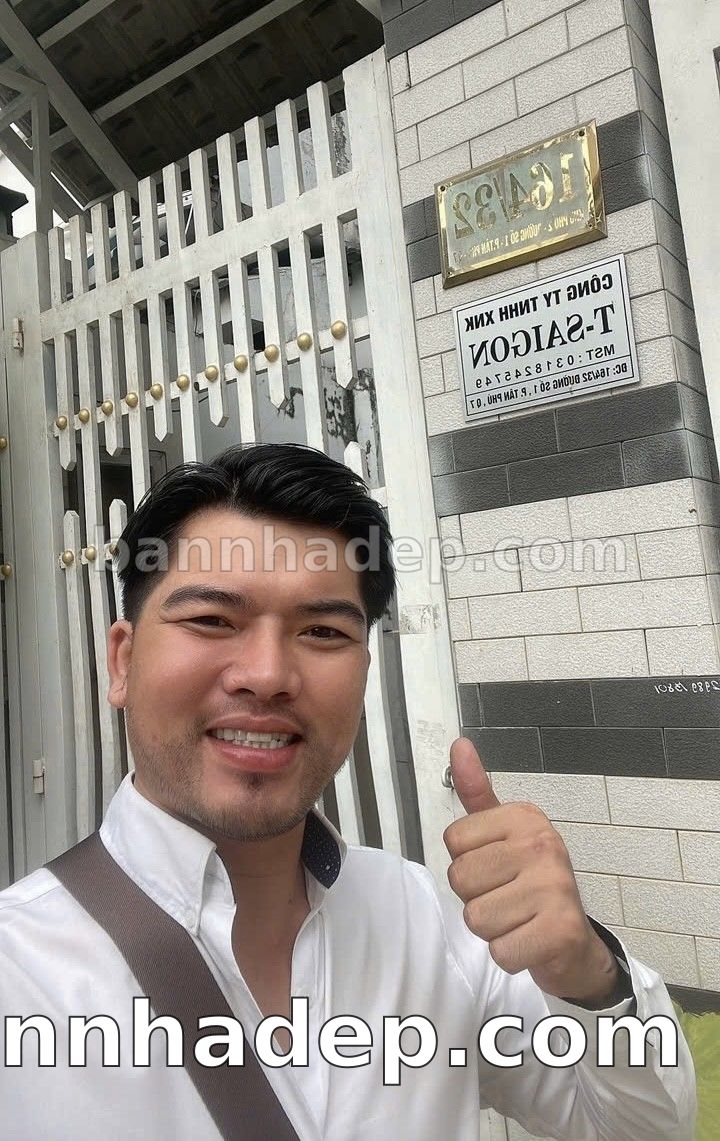 164/32
CÔNG TY TNHH XNK
T-SAIGON
MST: 0318245749
ĐC: 164/32 ĐƯỜNG SỐ 1, P. TÂN PHÚ, Q7
bannhadep.com
nnhadep.com